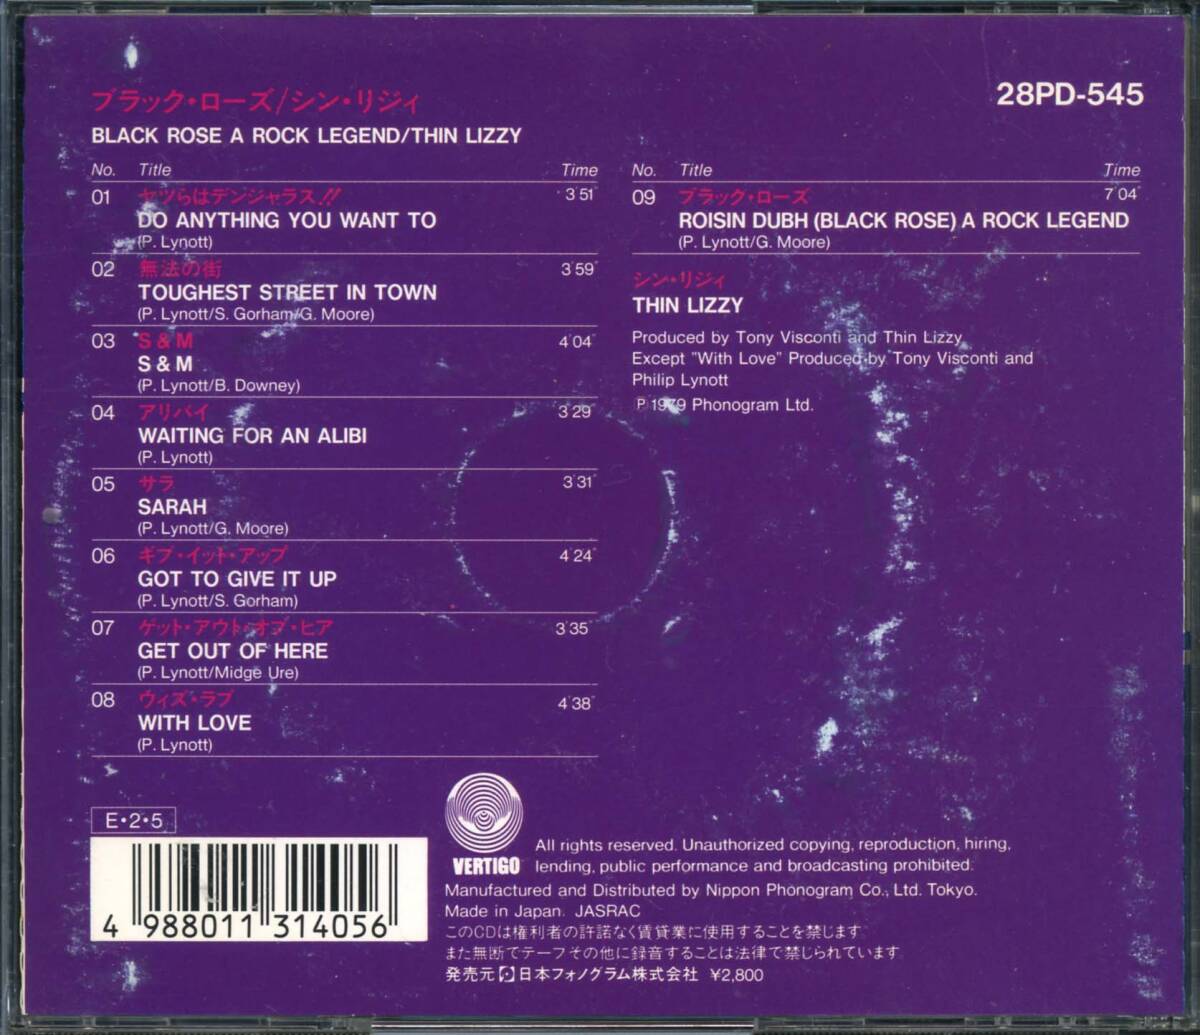 ブラック・ローズ/シン・リジィ
28PD-545
BLACK ROSE A ROCK LEGEND/THIN LIZZY
No. Title Time
01 ヤツらはデンジャラス!! 3'51"
DO ANYTHING YOU WANT TO
(P. Lynott)
02 無法の街 3'59"
TOUGHEST STREET IN TOWN
(P. Lynott/S. Gorham/G. Moore)
03 S & M 4'04"
S & M
(P. Lynott/B. Downey)
04 アリバイ 3'29"
WAITING FOR AN ALIBI
(P. Lynott)
05 サラ 3'31"
SARAH
(P. Lynott/G. Moore)
06 ギブ・イット・アップ 4'24"
GOT TO GIVE IT UP
(P. Lynott/S. Gorham)
07 ゲット・アウト・オブ・ヒア 3'35"
GET OUT OF HERE
(P. Lynott/Midge Ure)
08 ウィズ・ラブ 4'38"
WITH LOVE
(P. Lynott)
No. Title Time
09 ブラック・ローズ 7'04"
ROISIN DUBH (BLACK ROSE) A ROCK LEGEND
(P. Lynott/G. Moore)
シン・リジィ
THIN LIZZY
Produced by Tony Visconti and Thin Lizzy
Except "With Love" Produced by Tony Visconti and
Philip Lynott
℗1979 Phonogram Ltd.
E・2・5
4 988011 314056
VERTIGO
All rights reserved. Unauthorized copying, reproduction, hiring,
lending, public performance and broadcasting prohibited.
Manufactured and Distributed by Nippon Phonogram Co., Ltd. Tokyo.
Made in Japan. JASRAC
このCDは権利者の許諾なく賃貸業に使用することを禁じます
また無断でテープその他に録音することは法律で禁じられています
発売元 日本フォノグラム株式会社 ¥2,800